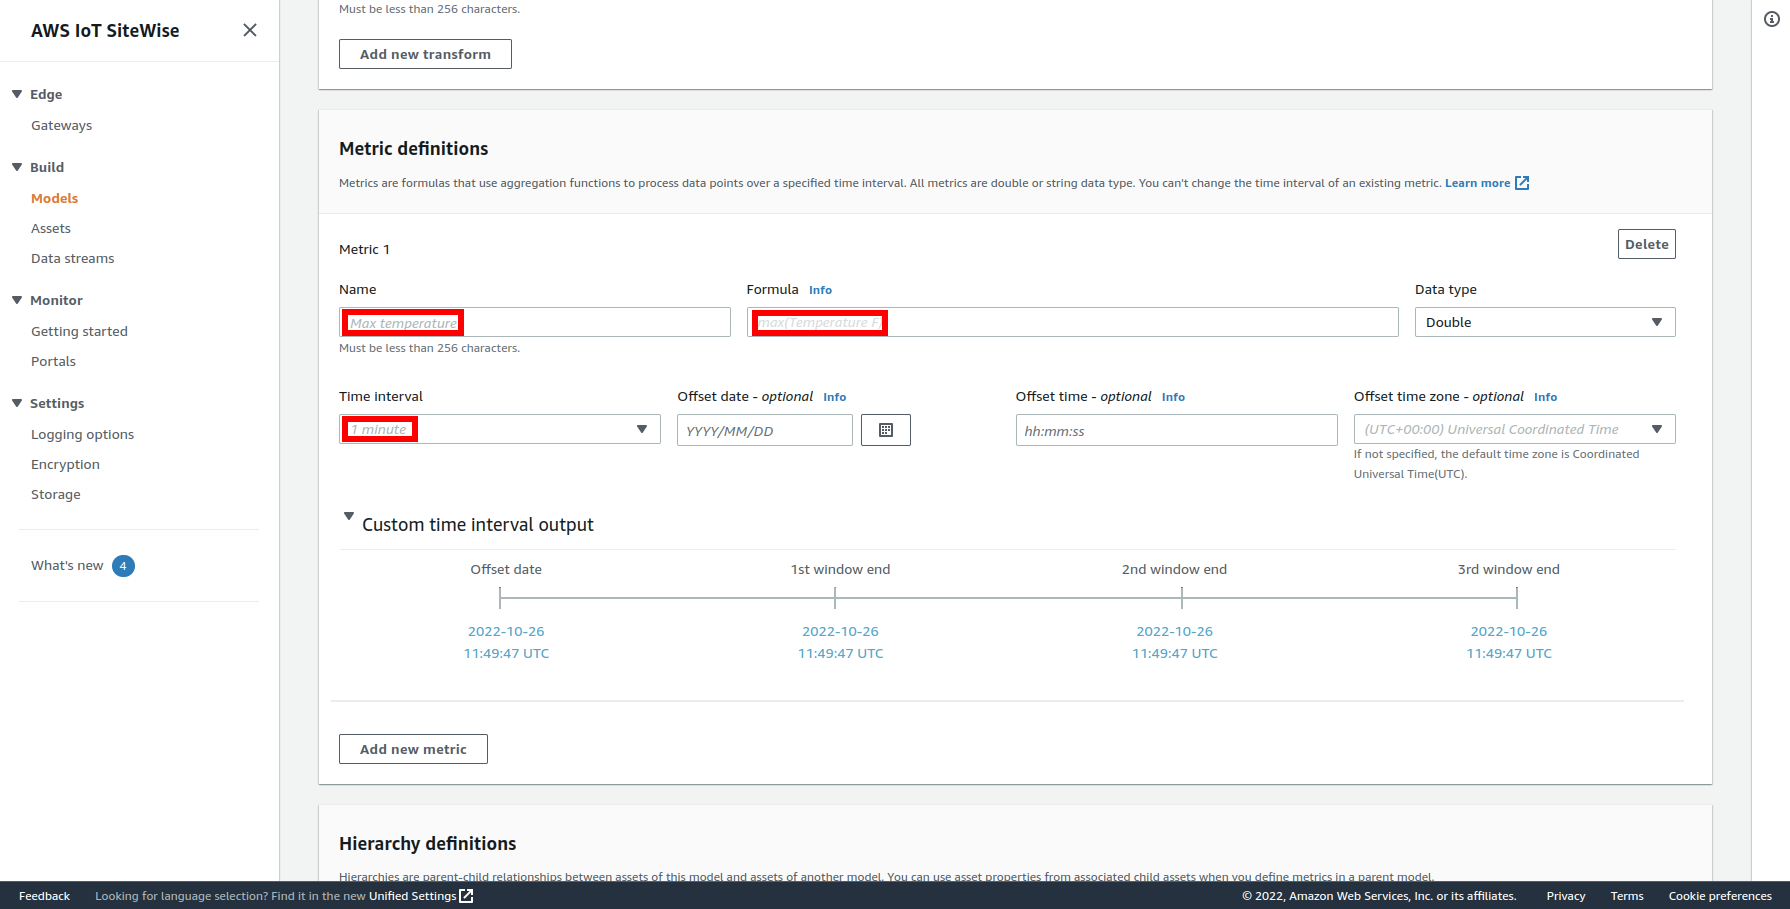 AWS IoT SiteWise
Edge
Gateways
Build
Models
Assets
Data streams
Monitor
Getting started
Portals
Settings
Logging options
Encryption
Storage
What's new 4
Must be less than 256 characters.
Add new transform
Metric definitions
Metrics are formulas that use aggregation functions to process data points over a specified time interval. All metrics are double or string data type. You can't change the time interval of an existing metric. Learn more
Metric 1
Delete
Name
Formula Info
Data type
Max temperature
max(Temperature F)
Double
Must be less than 256 characters.
Time interval
Offset date - optional Info
Offset time - optional Info
Offset time zone - optional Info
1 minute
YYYY/MM/DD
hh:mm:ss
(UTC+00:00) Universal Coordinated Time
If not specified, the default time zone is Coordinated
Universal Time(UTC).
Custom time interval output
Offset date 1st window end 2nd window end 3rd window end
2022-10-26 2022-10-26 2022-10-26 2022-10-26
11:49:47 UTC 11:49:47 UTC 11:49:47 UTC 11:49:47 UTC
Add new metric
Hierarchy definitions
Hierarchies are parent-child relationships between assets of this model and assets of another model. You can use asset properties from associated child assets when you define metrics in a parent model.
Feedback Looking for language selection? Find it in the new Unified Settings © 2022, Amazon Web Services, Inc. or its affiliates. Privacy Terms Cookie preferences